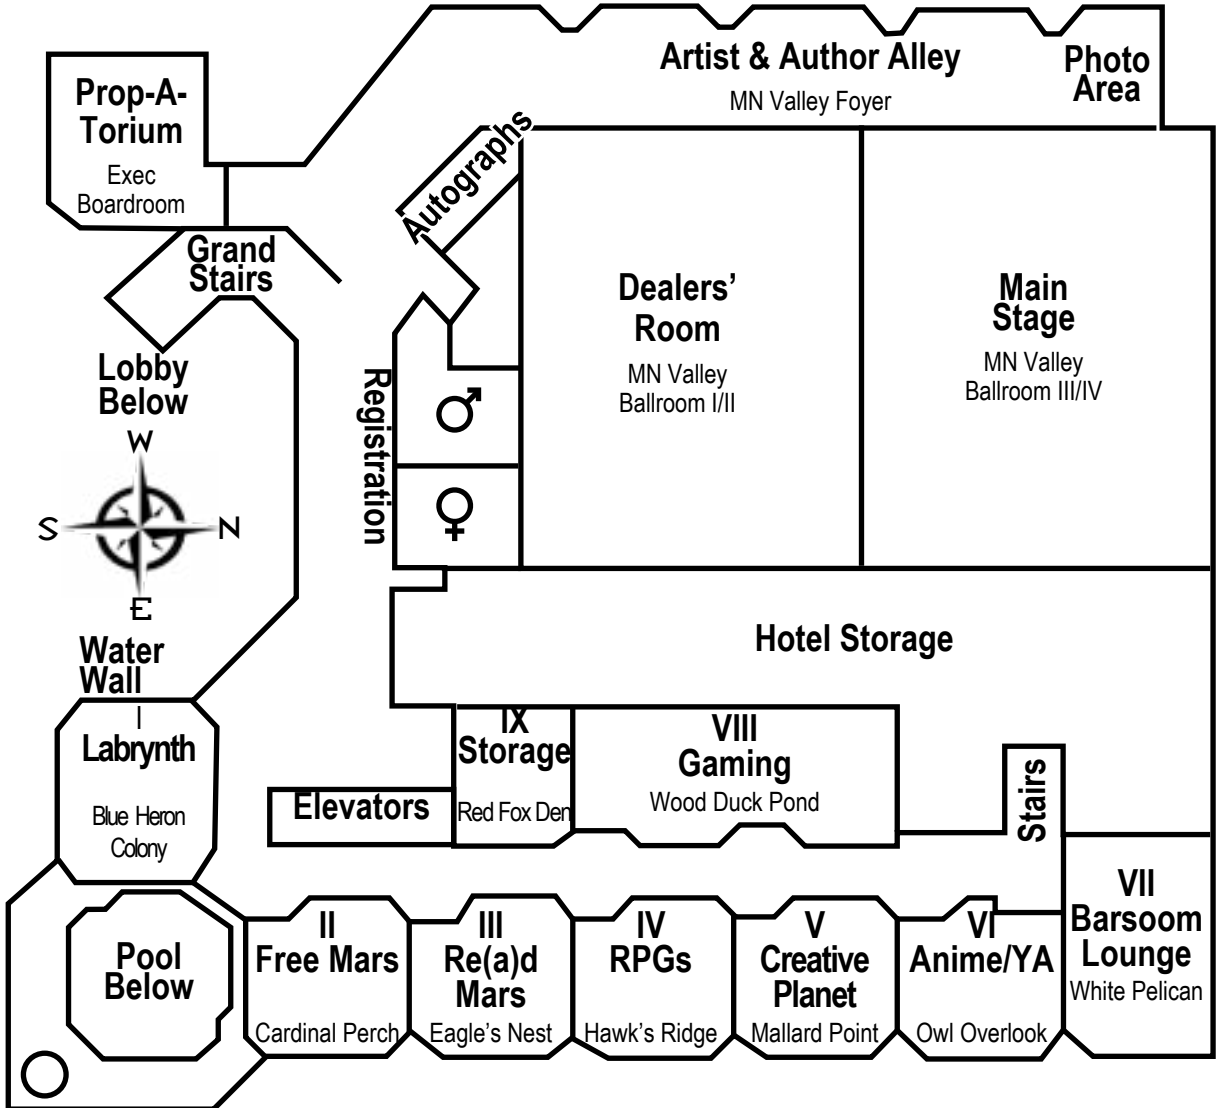 Artist & Author Alley
MN Valley Foyer
Photo
Area
Prop-A-
Torium
Exec
Boardroom
Autographs
Grand
Stairs
Dealers’
Room
MN Valley
Ballroom I/II
Main
Stage
MN Valley
Ballroom III/IV
Lobby
Below
Registration
W
S
N
E
Water
Wall
Hotel Storage
I
Labrynth
Blue Heron
Colony
IX
Storage
Red Fox Den
VIII
Gaming
Wood Duck Pond
Elevators
Stairs
Pool
Below
II
Free Mars
Cardinal Perch
III
Re(a)d
Mars
Eagle’s Nest
IV
RPGs
Hawk’s Ridge
V
Creative
Planet
Mallard Point
VI
Anime/YA
Owl Overlook
VII
Barsoom
Lounge
White Pelican